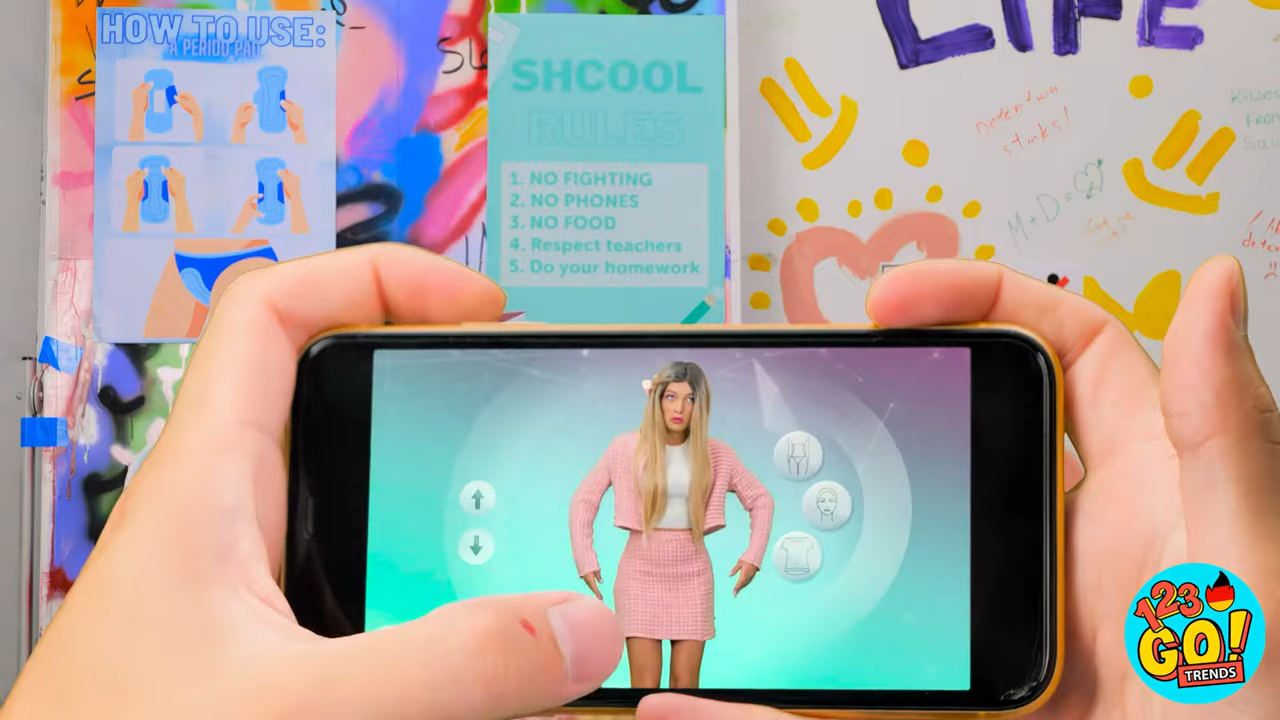 HOW TO USE:
A PERIOD PAD
SHCOOL
RULES
1. NO FIGHTING
2. NO PHONES
3. NO FOOD
4. Respect teachers
5. Do your homework
LIFE
Detention
stinks!
M + D =
123
GO!
TRENDS